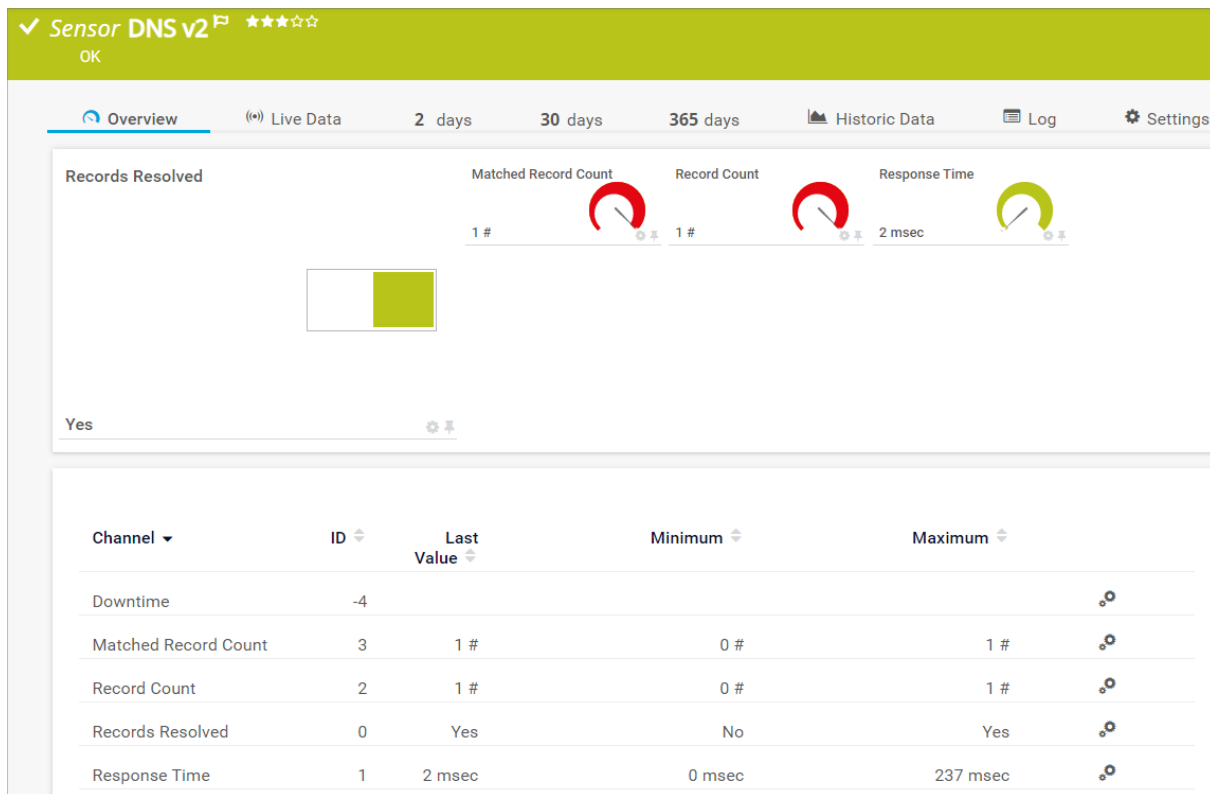 Sensor DNS v2
OK
Overview Live Data 2 days 30 days 365 days Historic Data Log Settings
Records Resolved
Yes
Matched Record Count
1 #
Record Count
1 #
Response Time
2 msec
Channel ID Last Value Minimum Maximum
Downtime -4
Matched Record Count 3 1 # 0 # 1 #
Record Count 2 1 # 0 # 1 #
Records Resolved 0 Yes No Yes
Response Time 1 2 msec 0 msec 237 msec